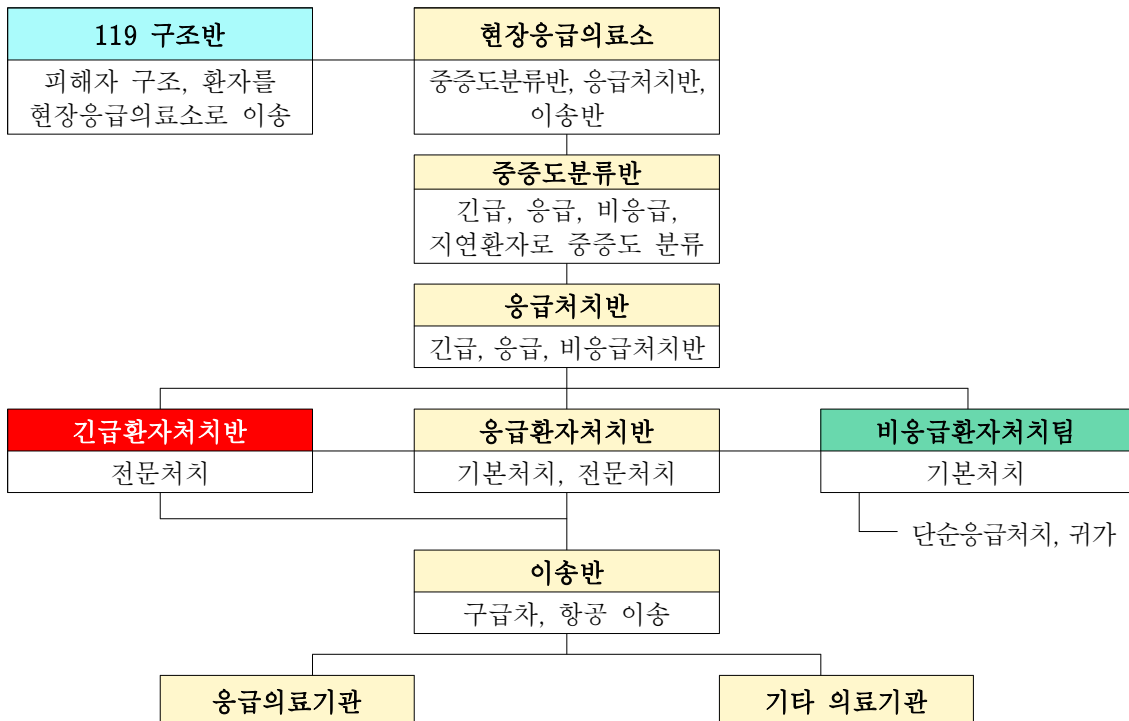 119 구조반
피해자 구조, 환자를
현장응급의료소로 이송
현장응급의료소
중증도분류반, 응급처치반,
이송반
중증도분류반
긴급, 응급, 비응급,
지연환자로 중증도 분류
응급처치반
긴급, 응급, 비응급처치반
긴급환자처치반
전문처치
응급환자처치반
기본처치, 전문처치
비응급환자처치팀
기본처치
단순응급처치, 귀가
이송반
구급차, 항공 이송
응급의료기관
기타 의료기관